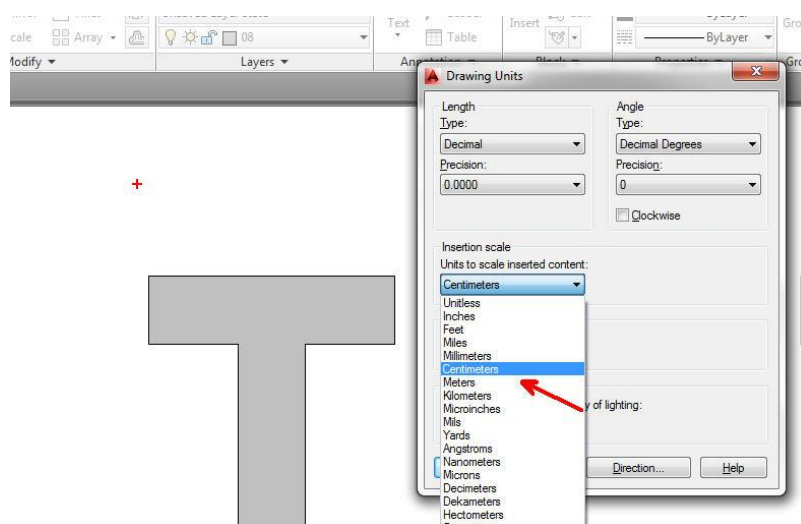 Array
08
Text
Table
Insert
ByLayer
Modify
Layers
Drawing Units
Length
Type:
Decimal
Precision:
0.0000
Angle
Type:
Decimal Degrees
Precision:
0
Clockwise
Insertion scale
Units to scale inserted content:
Centimeters
Unitless
Inches
Feet
Miles
Millimeters
Centimeters
Meters
Kilometers
Microinches
Mils
Yards
Angstroms
Nanometers
Microns
Decimeters
Dekameters
Hectometers
of lighting:
Direction...
Help